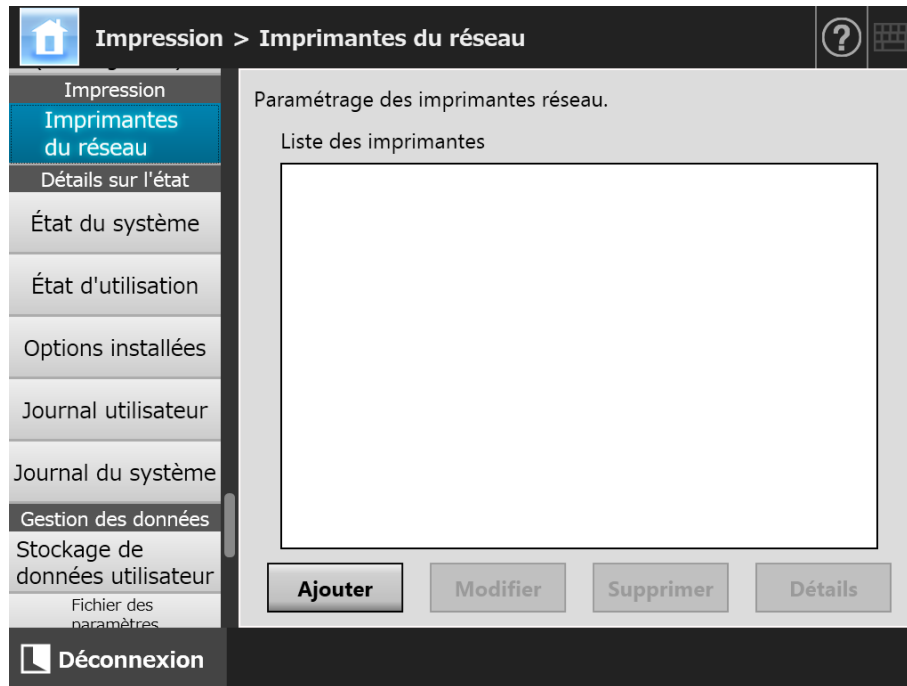 Impression > Imprimantes du réseau
Impression
Imprimantes
du réseau
Détails sur l'état
État du système
État d'utilisation
Options installées
Journal utilisateur
Journal du système
Gestion des données
Stockage de
données utilisateur
Fichier des
paramètres
Déconnexion
Paramétrage des imprimantes réseau.
Liste des imprimantes
Ajouter
Modifier
Supprimer
Détails